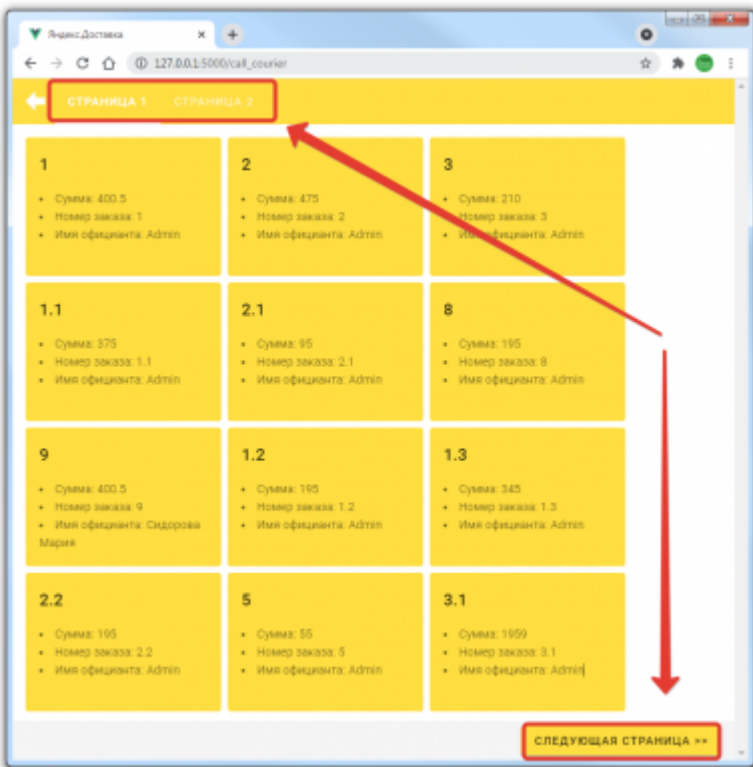 Яндекс.Доставка
127.0.0.1:5000/call_courier
СТРАНИЦА 1 СТРАНИЦА 2
1
• Сумма: 400.5
• Номер заказа: 1
• Имя официанта: Admin
2
• Сумма: 475
• Номер заказа: 2
• Имя официанта: Admin
3
• Сумма: 210
• Номер заказа: 3
• Имя официанта: Admin
1.1
• Сумма: 375
• Номер заказа: 1.1
• Имя официанта: Admin
2.1
• Сумма: 95
• Номер заказа: 2.1
• Имя официанта: Admin
8
• Сумма: 195
• Номер заказа: 8
• Имя официанта: Admin
9
• Сумма: 400.5
• Номер заказа: 9
• Имя официанта: Сидорова
Мария
1.2
• Сумма: 195
• Номер заказа: 1.2
• Имя официанта: Admin
1.3
• Сумма: 345
• Номер заказа: 1.3
• Имя официанта: Admin
2.2
• Сумма: 195
• Номер заказа: 2.2
• Имя официанта: Admin
5
• Сумма: 55
• Номер заказа: 5
• Имя официанта: Admin
3.1
• Сумма: 1959
• Номер заказа: 3.1
• Имя официанта: Admin
СЛЕДУЮЩАЯ СТРАНИЦА >>